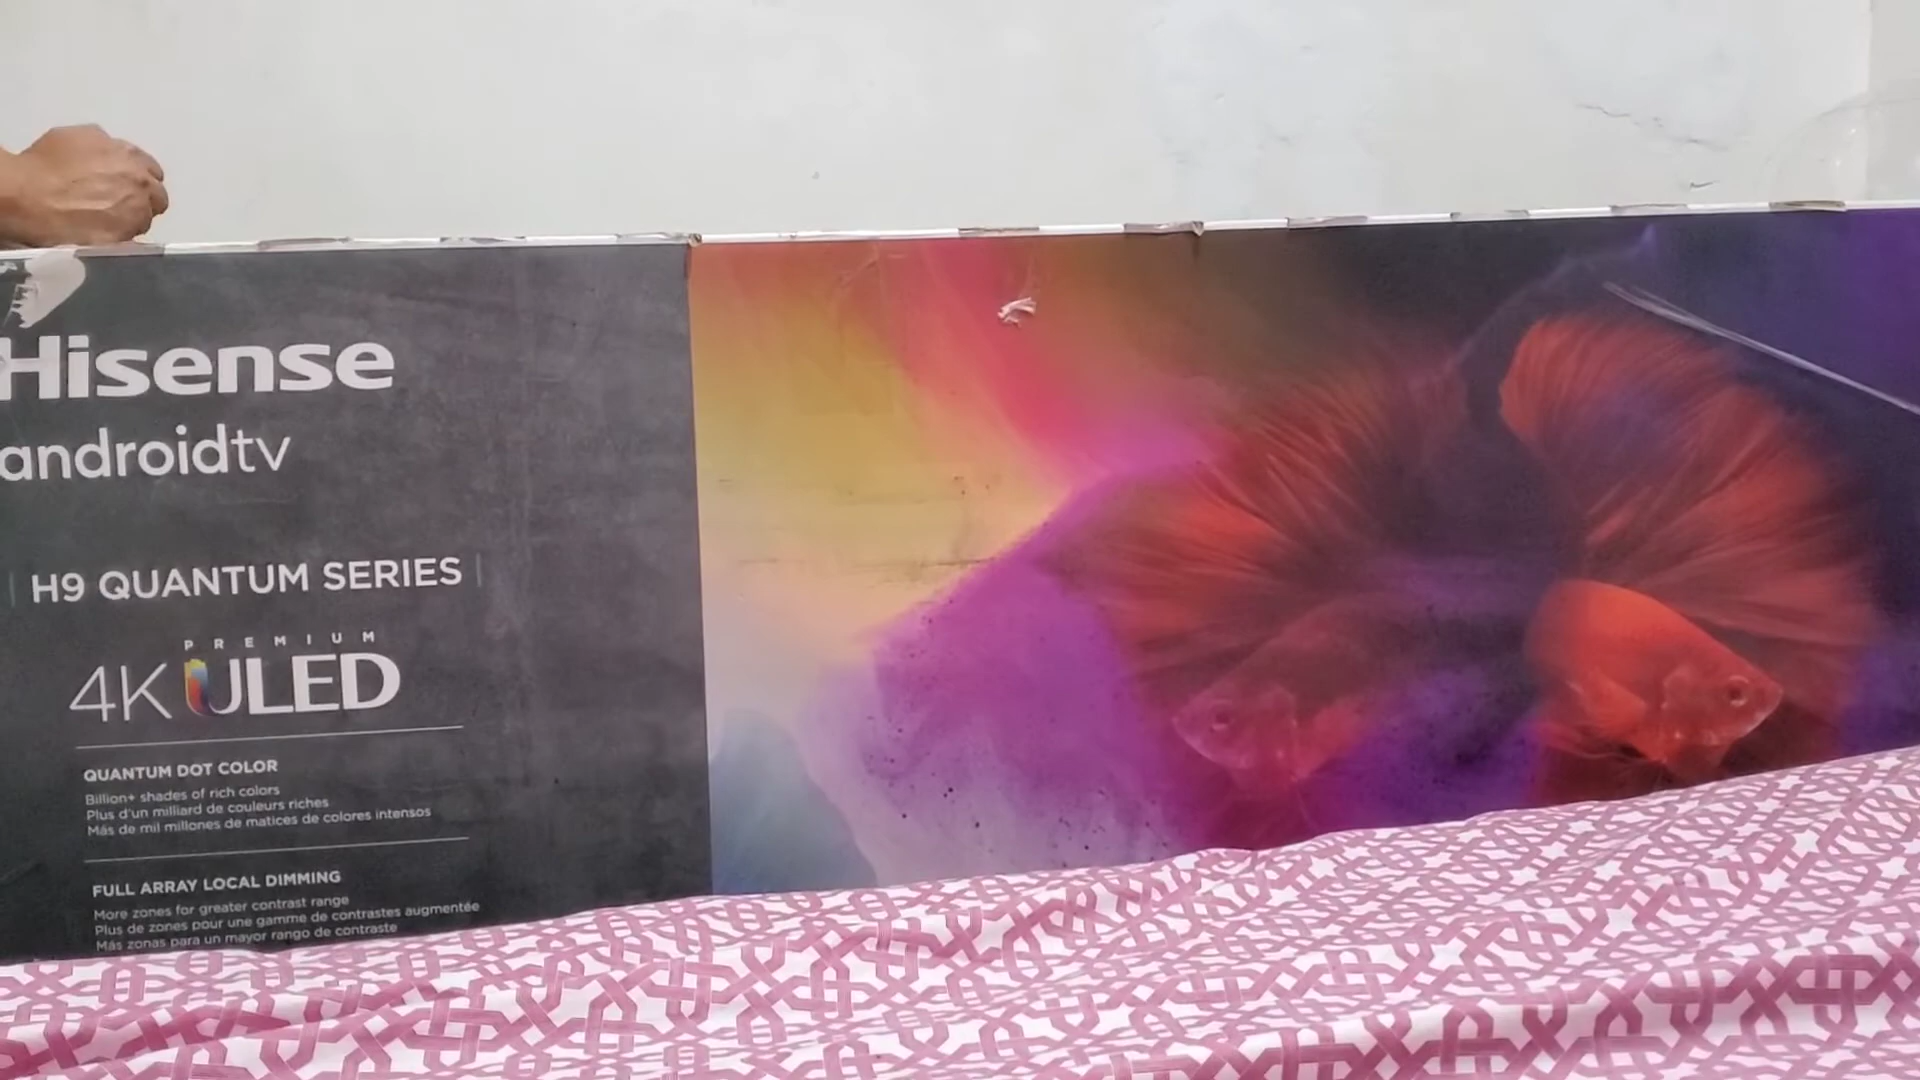 Hisense
androidtv
H9 QUANTUM SERIES
PREMIUM
4K ULED
QUANTUM DOT COLOR
Billion+ shades of rich colors
Plus d'un milliard de couleurs riches
Más de mil millones de matices de colores intensos
FULL ARRAY LOCAL DIMMING
More zones for greater contrast range
Plus de zones pour une gamme de contrastes augmentée
Más zonas para un mayor rango de contraste